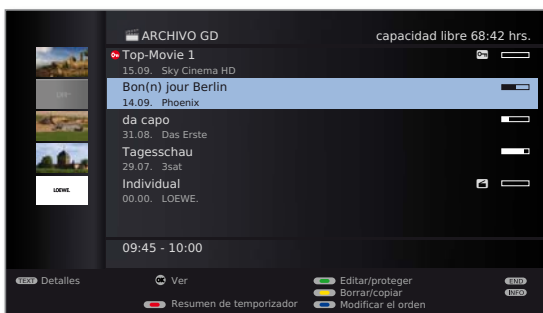 ARCHIVO GD capacidad libre 68:42 hrs.
Top-Movie 1
15.09. Sky Cinema HD
Bon(n) jour Berlin
14.09. Phoenix
da capo
31.08. Das Erste
Tagesschau
29.07. 3sat
Individual
00.00. LOEWE.
LOEWE.
09:45 - 10:00
TEXT Detalles OK Ver Editar/proteger END
Borrar/copiar INFO
Resumen de temporizador Modificar el orden